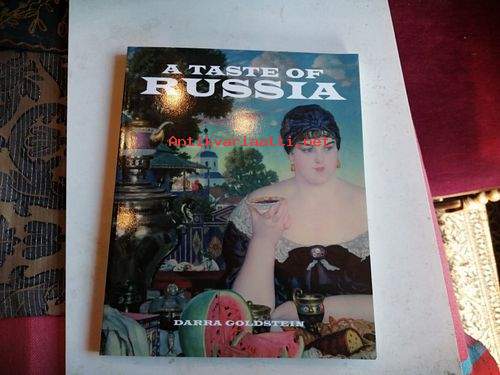 A TASTE OF
RUSSIA
Antikvariaatti.net
DARRA GOLDSTEIN